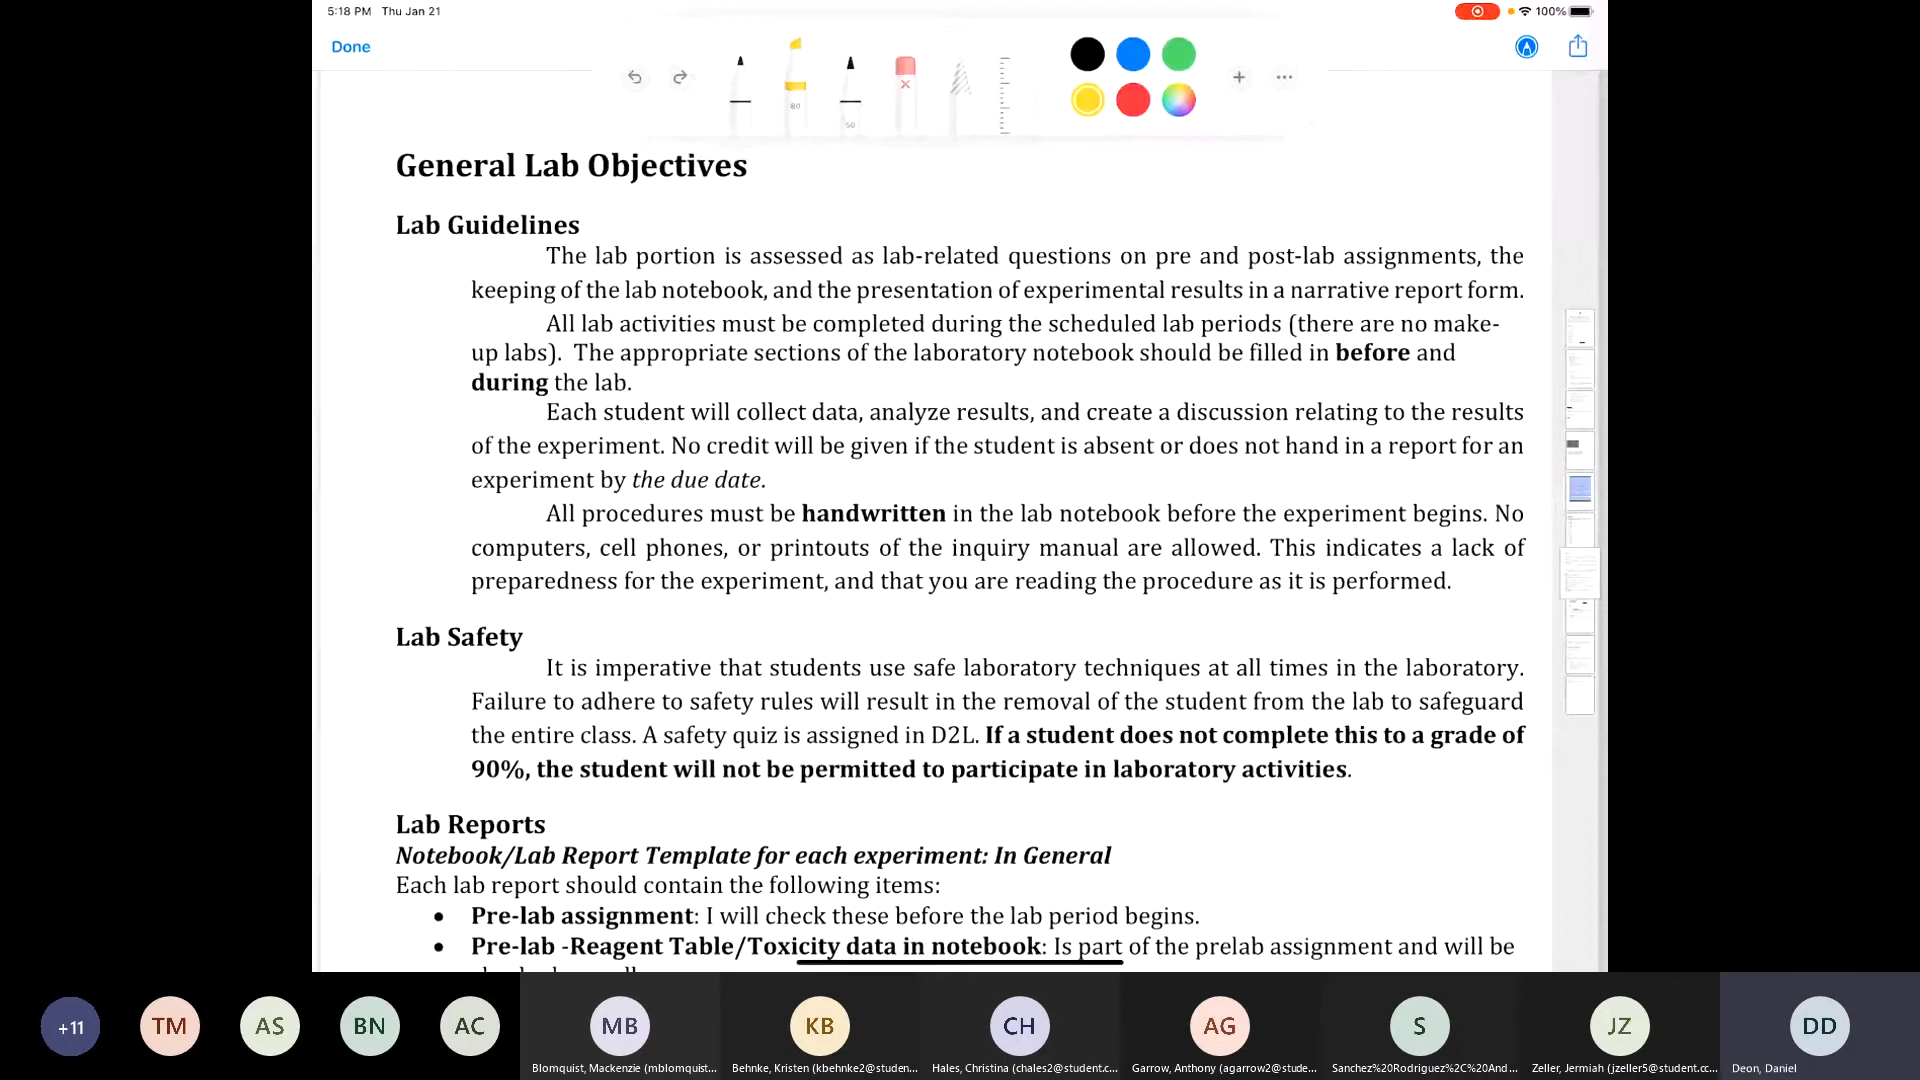 5:18 PM Thu Jan 21
100%
Done
80
50
General Lab Objectives
Lab Guidelines
The lab portion is assessed as lab-related questions on pre and post-lab assignments, the
keeping of the lab notebook, and the presentation of experimental results in a narrative report form.
All lab activities must be completed during the scheduled lab periods (there are no make-
up labs). The appropriate sections of the laboratory notebook should be filled in before and
during the lab.
Each student will collect data, analyze results, and create a discussion relating to the results
of the experiment. No credit will be given if the student is absent or does not hand in a report for an
experiment by the due date.
All procedures must be handwritten in the lab notebook before the experiment begins. No
computers, cell phones, or printouts of the inquiry manual are allowed. This indicates a lack of
preparedness for the experiment, and that you are reading the procedure as it is performed.
Lab Safety
It is imperative that students use safe laboratory techniques at all times in the laboratory.
Failure to adhere to safety rules will result in the removal of the student from the lab to safeguard
the entire class. A safety quiz is assigned in D2L. If a student does not complete this to a grade of
90%, the student will not be permitted to participate in laboratory activities.
Lab Reports
Notebook/Lab Report Template for each experiment: In General
Each lab report should contain the following items:
• Pre-lab assignment: I will check these before the lab period begins.
• Pre-lab -Reagent Table/Toxicity data in notebook: Is part of the prelab assignment and will be
+11 TM AS BN AC MB KB CH AG S JZ DD
Blomquist, Mackenzie (mblomquist... Behnke, Kristen (kbehnke2@studen... Hales, Christina (chales2@student.c... Garrow, Anthony (agarrow2@stude... Sanchez%20Rodriguez%2C%20And... Zeller, Jermiah (jzeller5@student.cc... Deon, Daniel